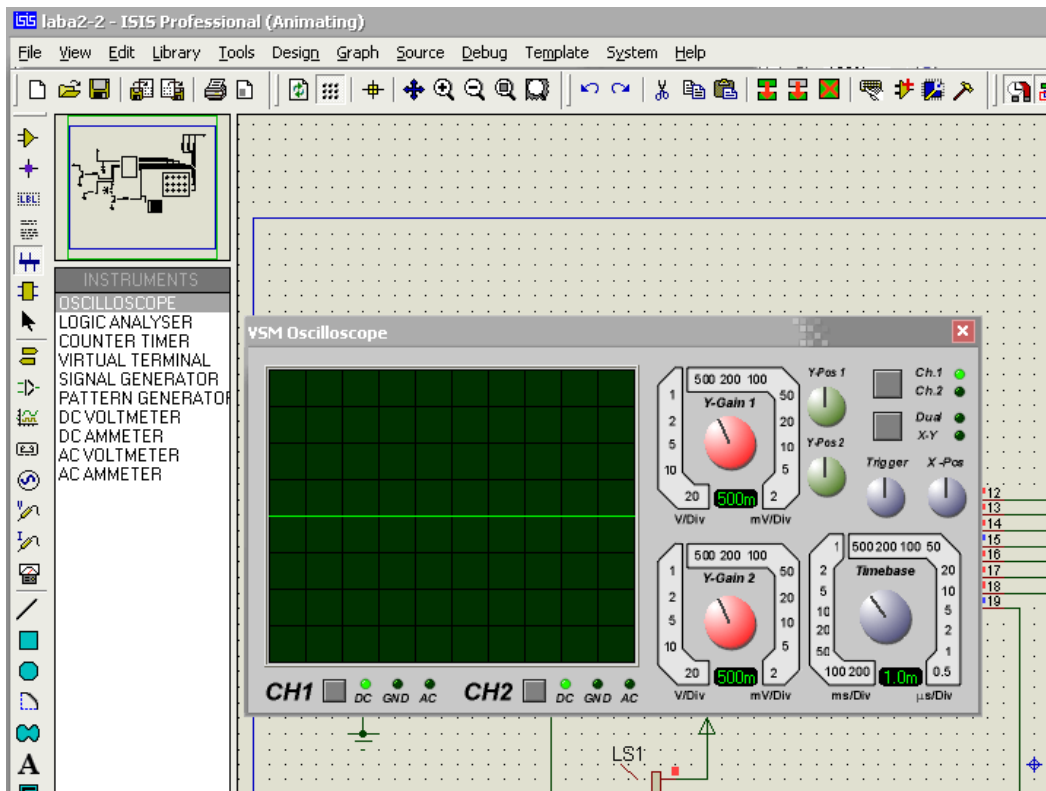 isis laba2-2 - ISIS Professional (Animating)
File View Edit Library Tools Design Graph Source Debug Template System Help
LBL
INSTRUMENTS
OSCILLOSCOPE
LOGIC ANALYSER
COUNTER TIMER
VIRTUAL TERMINAL
SIGNAL GENERATOR
PATTERN GENERATOR
DC VOLTMETER
DC AMMETER
AC VOLTMETER
AC AMMETER
A
VSM Oscilloscope
500 200 100
1
50
2
20
5
10
10
5
20
2
Y-Gain 1
500m
V/Div mV/Div
Y-Pos 1
Y-Pos 2
Ch.1
Ch.2
Dual
X-Y
Trigger X-Pos
500 200 100
1
50
2
20
5
10
10
5
20
2
Y-Gain 2
500m
V/Div mV/Div
1 500 200 100 50
2
20
5
10
10
5
20
2
50
1
100 200
0.5
Timebase
1.0m
ms/Div µs/Div
CH1 DC GND AC
CH2 DC GND AC
12
13
14
15
16
17
18
19
LS1